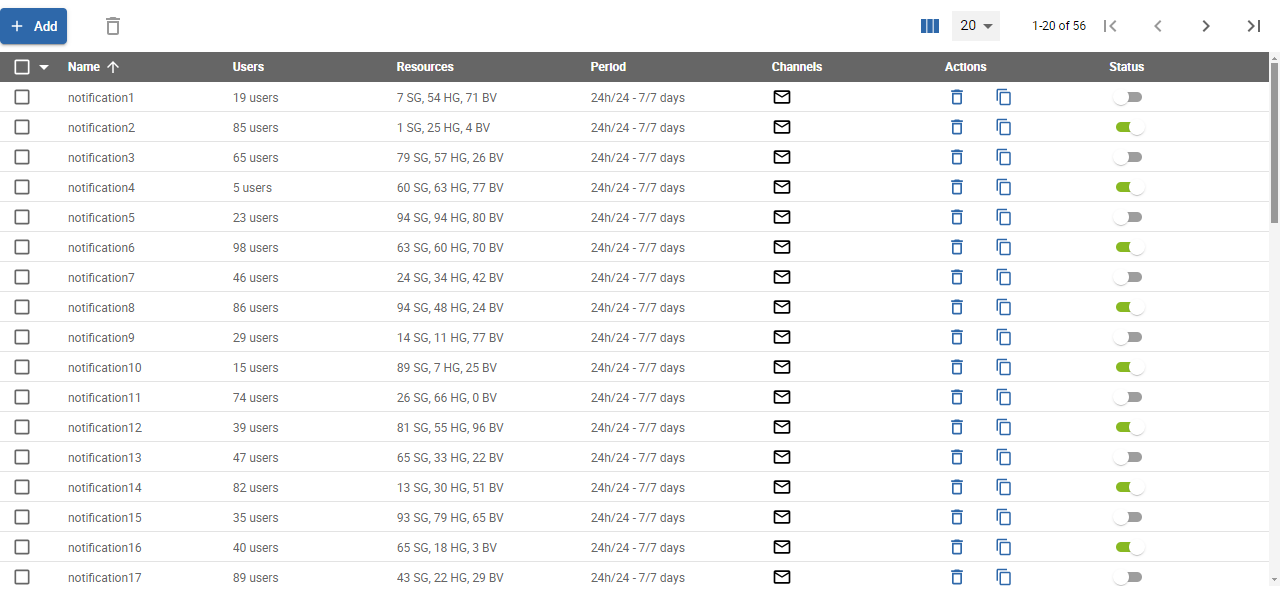 + Add 20 1-20 of 56
Name Users Resources Period Channels Actions Status
notification1 19 users 7 SG, 54 HG, 71 BV 24h/24 - 7/7 days
notification2 85 users 1 SG, 25 HG, 4 BV 24h/24 - 7/7 days
notification3 65 users 79 SG, 57 HG, 26 BV 24h/24 - 7/7 days
notification4 5 users 60 SG, 63 HG, 77 BV 24h/24 - 7/7 days
notification5 23 users 94 SG, 94 HG, 80 BV 24h/24 - 7/7 days
notification6 98 users 63 SG, 60 HG, 70 BV 24h/24 - 7/7 days
notification7 46 users 24 SG, 34 HG, 42 BV 24h/24 - 7/7 days
notification8 86 users 94 SG, 48 HG, 24 BV 24h/24 - 7/7 days
notification9 29 users 14 SG, 11 HG, 77 BV 24h/24 - 7/7 days
notification10 15 users 89 SG, 7 HG, 25 BV 24h/24 - 7/7 days
notification11 74 users 26 SG, 66 HG, 0 BV 24h/24 - 7/7 days
notification12 39 users 81 SG, 55 HG, 96 BV 24h/24 - 7/7 days
notification13 47 users 65 SG, 33 HG, 22 BV 24h/24 - 7/7 days
notification14 82 users 13 SG, 30 HG, 51 BV 24h/24 - 7/7 days
notification15 35 users 93 SG, 79 HG, 65 BV 24h/24 - 7/7 days
notification16 40 users 65 SG, 18 HG, 3 BV 24h/24 - 7/7 days
notification17 89 users 43 SG, 22 HG, 29 BV 24h/24 - 7/7 days